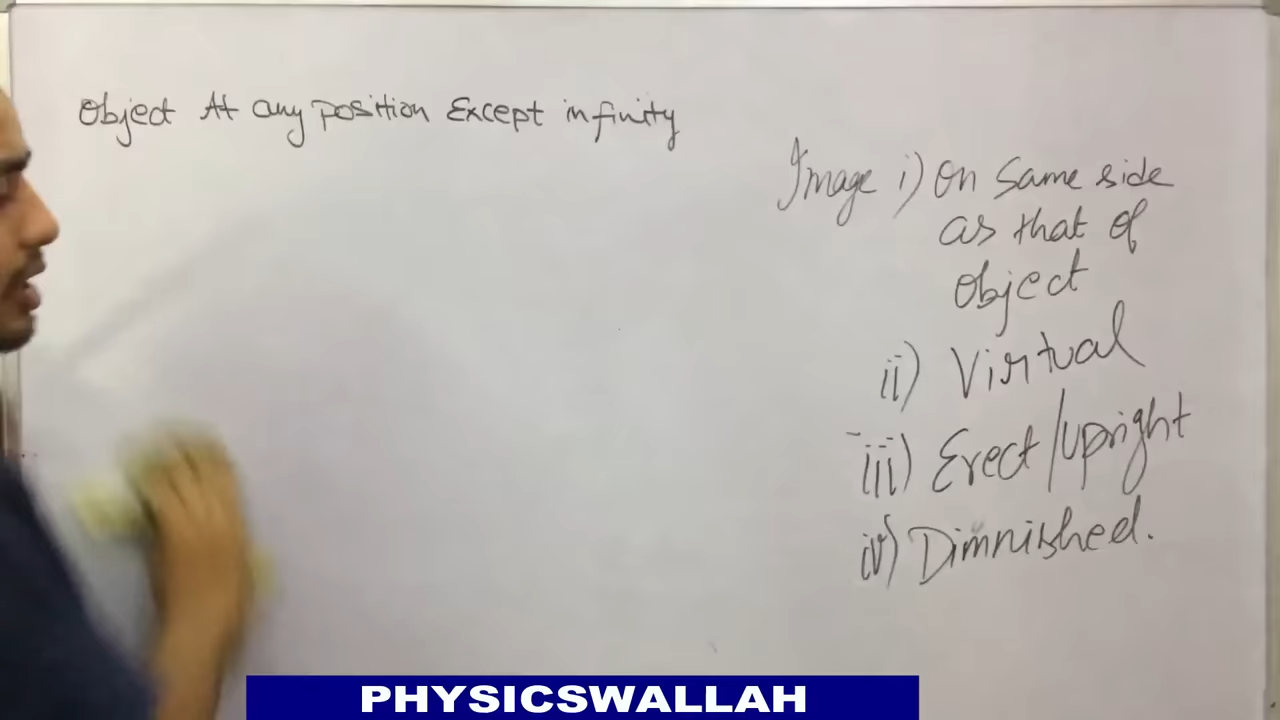 Object At any position Except infinity
Image i) On Same side
as that of
Object
ii) Virtual
iii) Erect/upright
iv) Dimnished.
PHYSICSWALLAH